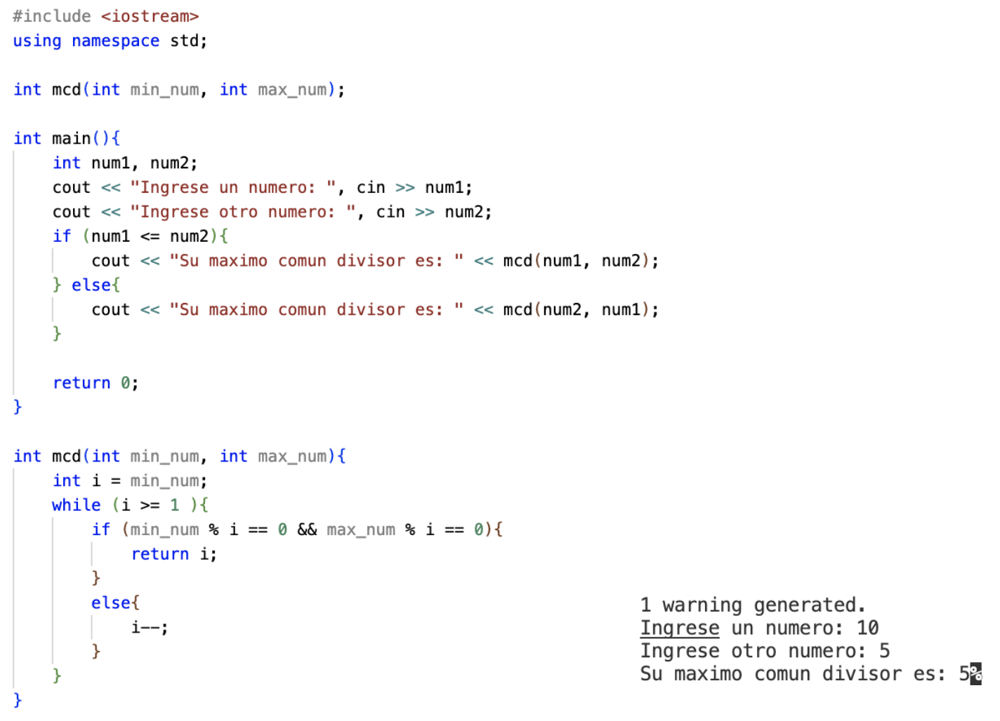 #include <iostream>
using namespace std;
int mcd(int min_num, int max_num);
int main(){
int num1, num2;
cout << "Ingrese un numero: ", cin >> num1;
cout << "Ingrese otro numero: ", cin >> num2;
if (num1 <= num2){
cout << "Su maximo comun divisor es: " << mcd(num1, num2);
} else{
cout << "Su maximo comun divisor es: " << mcd(num2, num1);
}
return 0;
}
int mcd(int min_num, int max_num){
int i = min_num;
while (i >= 1 ){
if (min_num % i == 0 && max_num % i == 0){
return i;
}
else{
i--;
}
}
}
1 warning generated.
Ingrese un numero: 10
Ingrese otro numero: 5
Su maximo comun divisor es: 5%